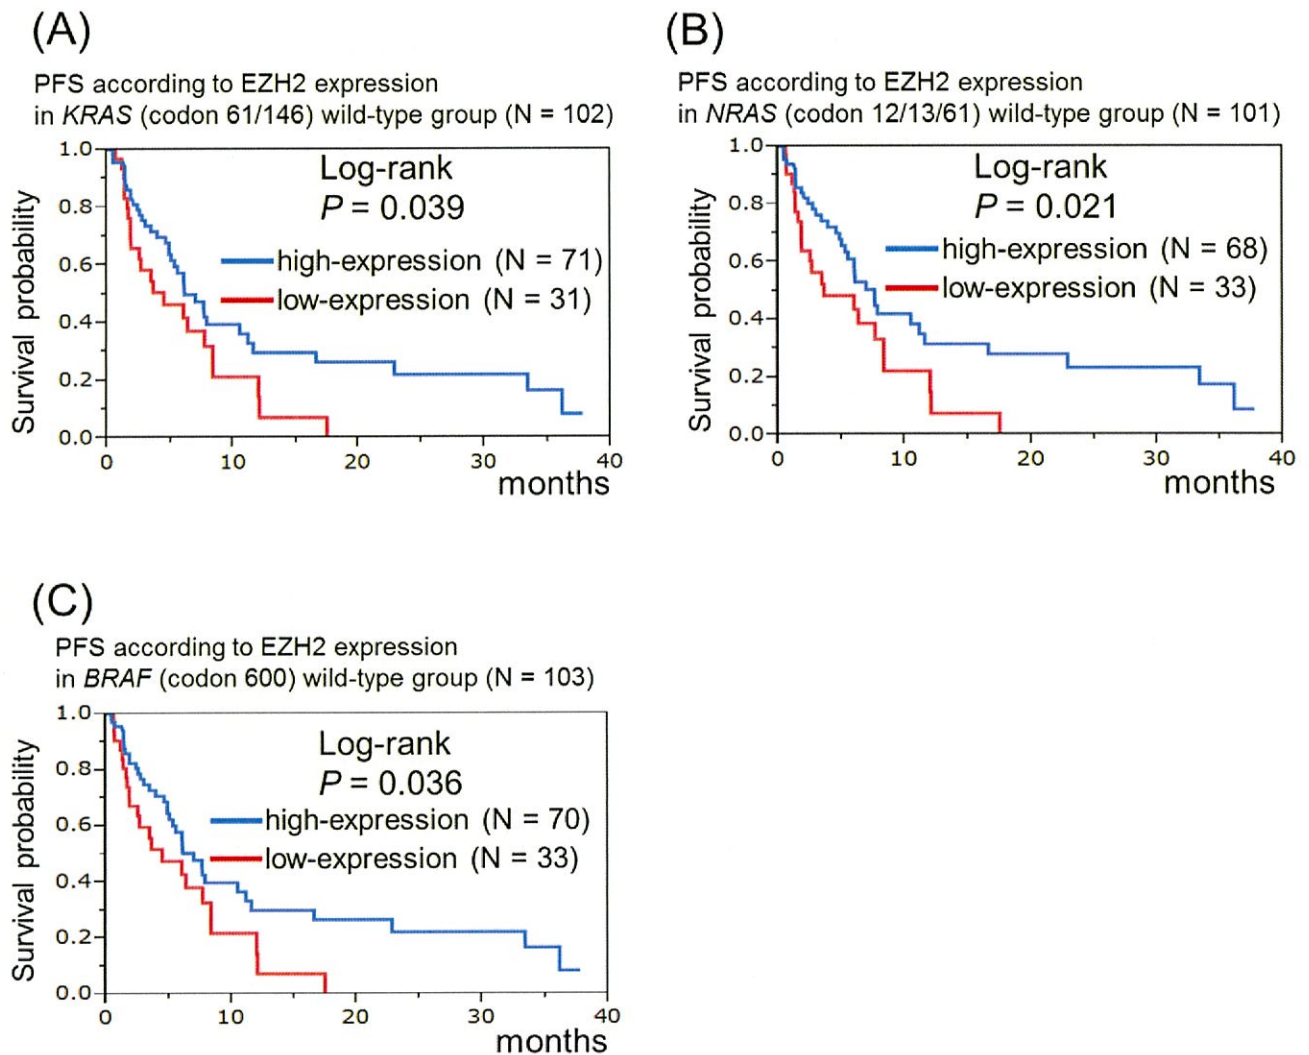 (A)
PFS according to EZH2 expression
in KRAS (codon 61/146) wild-type group (N = 102)
Log-rank
P = 0.039
high-expression (N = 71)
low-expression (N = 31)
Survival probability
1.0
0.8
0.6
0.4
0.2
0.0
0 10 20 30 40
months
(B)
PFS according to EZH2 expression
in NRAS (codon 12/13/61) wild-type group (N = 101)
Log-rank
P = 0.021
high-expression (N = 68)
low-expression (N = 33)
Survival probability
1.0
0.8
0.6
0.4
0.2
0.0
0 10 20 30 40
months
(C)
PFS according to EZH2 expression
in BRAF (codon 600) wild-type group (N = 103)
Log-rank
P = 0.036
high-expression (N = 70)
low-expression (N = 33)
Survival probability
1.0
0.8
0.6
0.4
0.2
0.0
0 10 20 30 40
months